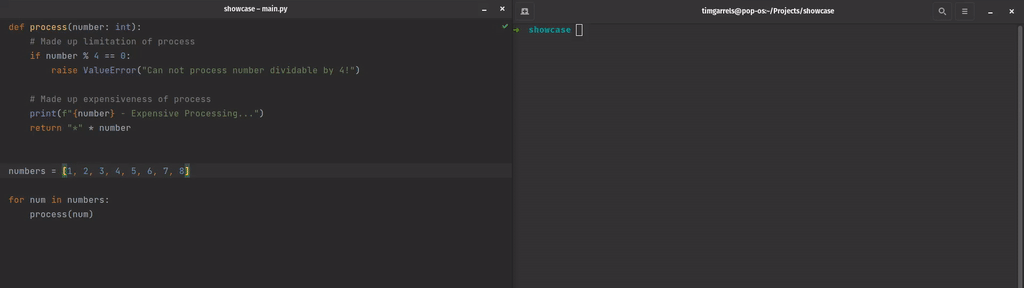 showcase – main.py
def process(number: int):
    # Made up limitation of process
    if number % 4 == 0:
        raise ValueError("Can not process number dividable by 4!")

    # Made up expensiveness of process
    print(f"{number} - Expensive Processing...")
    return "*" * number


numbers = [1, 2, 3, 4, 5, 6, 7, 8]

for num in numbers:
    process(num)
timgarrels@pop-os:~/Projects/showcase
➜ showcase